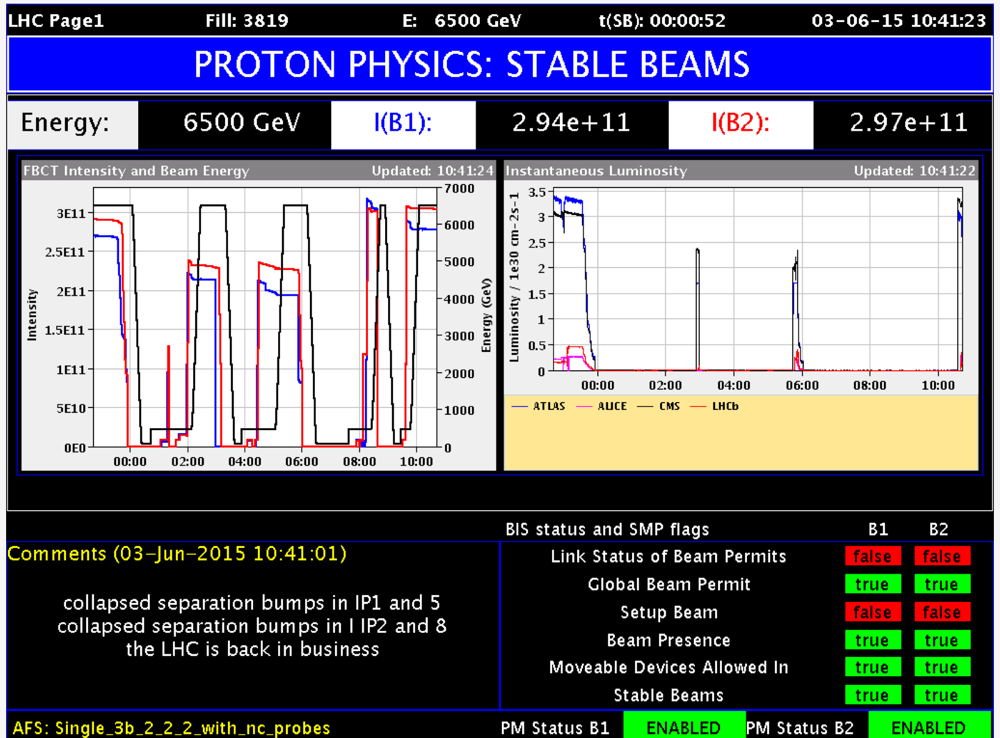 LHC Page1 Fill: 3819 E: 6500 GeV t(SB): 00:00:52 03-06-15 10:41:23
PROTON PHYSICS: STABLE BEAMS
Energy: 6500 GeV I(B1): 2.94e+11 I(B2): 2.97e+11
FBCT Intensity and Beam Energy Updated: 10:41:24
Intensity
3E11
2.5E11
2E11
1.5E11
1E11
5E10
0E0
7000
6000
5000
4000
3000
2000
1000
0
Energy (GeV)
00:00 02:00 04:00 06:00 08:00 10:00
Instantaneous Luminosity Updated: 10:41:22
Luminosity / 1e30 cm-2s-1
3.5
3
2.5
2
1.5
1
0.5
0
00:00 02:00 04:00 06:00 08:00 10:00
ATLAS ALICE CMS LHCb
BIS status and SMP flags B1 B2
Comments (03-Jun-2015 10:41:01)
collapsed separation bumps in IP1 and 5
collapsed separation bumps in I IP2 and 8
the LHC is back in business
Link Status of Beam Permits false false
Global Beam Permit true true
Setup Beam false false
Beam Presence true true
Moveable Devices Allowed In true true
Stable Beams true true
AFS: Single_3b_2_2_2_with_nc_probes PM Status B1 ENABLED PM Status B2 ENABLED